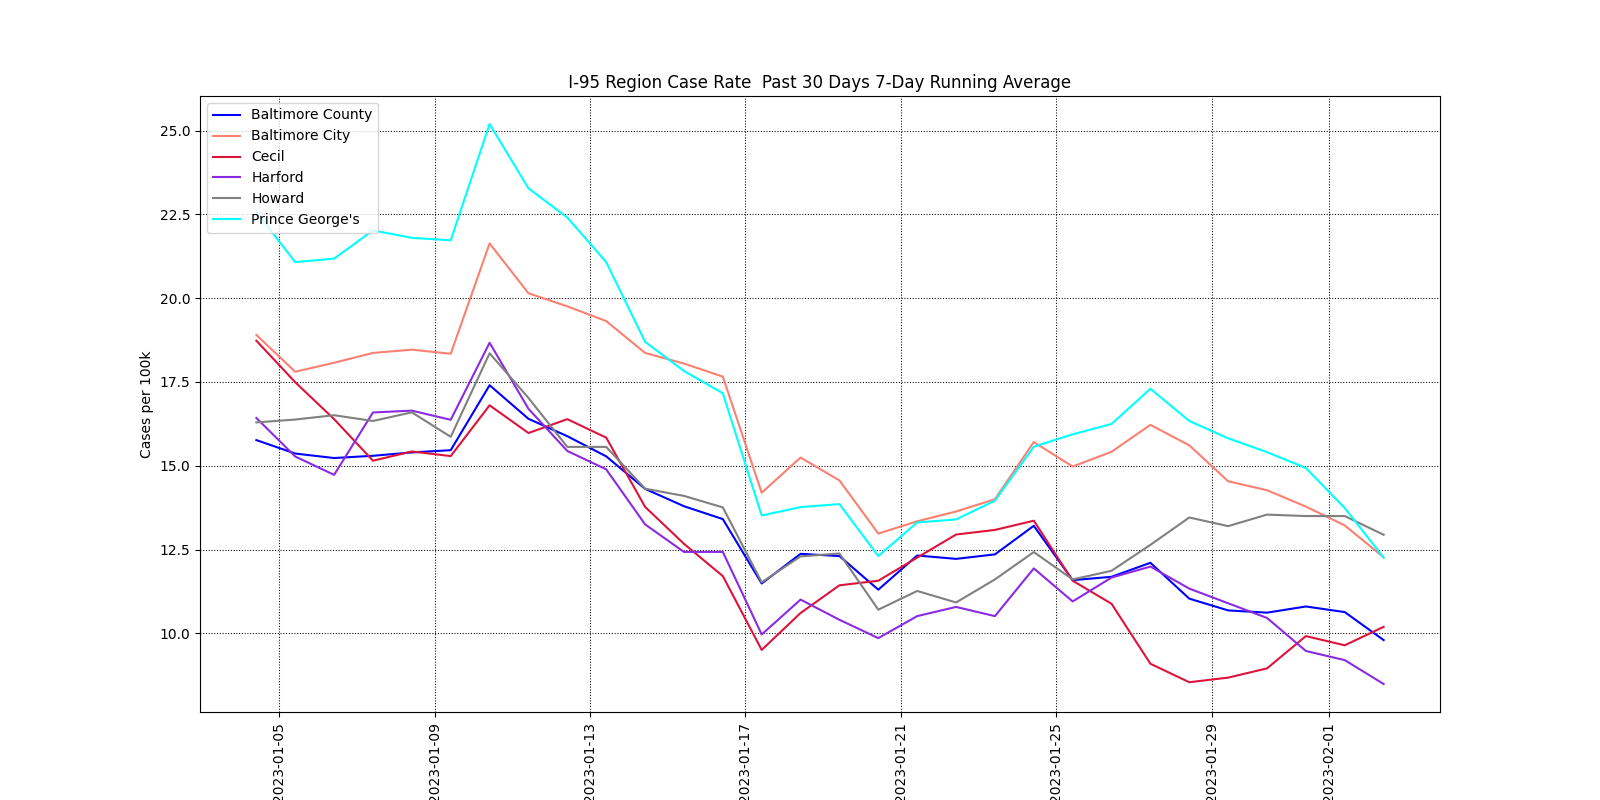 I-95 Region Case Rate  Past 30 Days 7-Day Running Average
Baltimore County
Baltimore City
Cecil
Harford
Howard
Prince George's
25.0
22.5
20.0
17.5
15.0
12.5
10.0
Cases per 100k
2023-01-05
2023-01-09
2023-01-13
2023-01-17
2023-01-21
2023-01-25
2023-01-29
2023-02-01